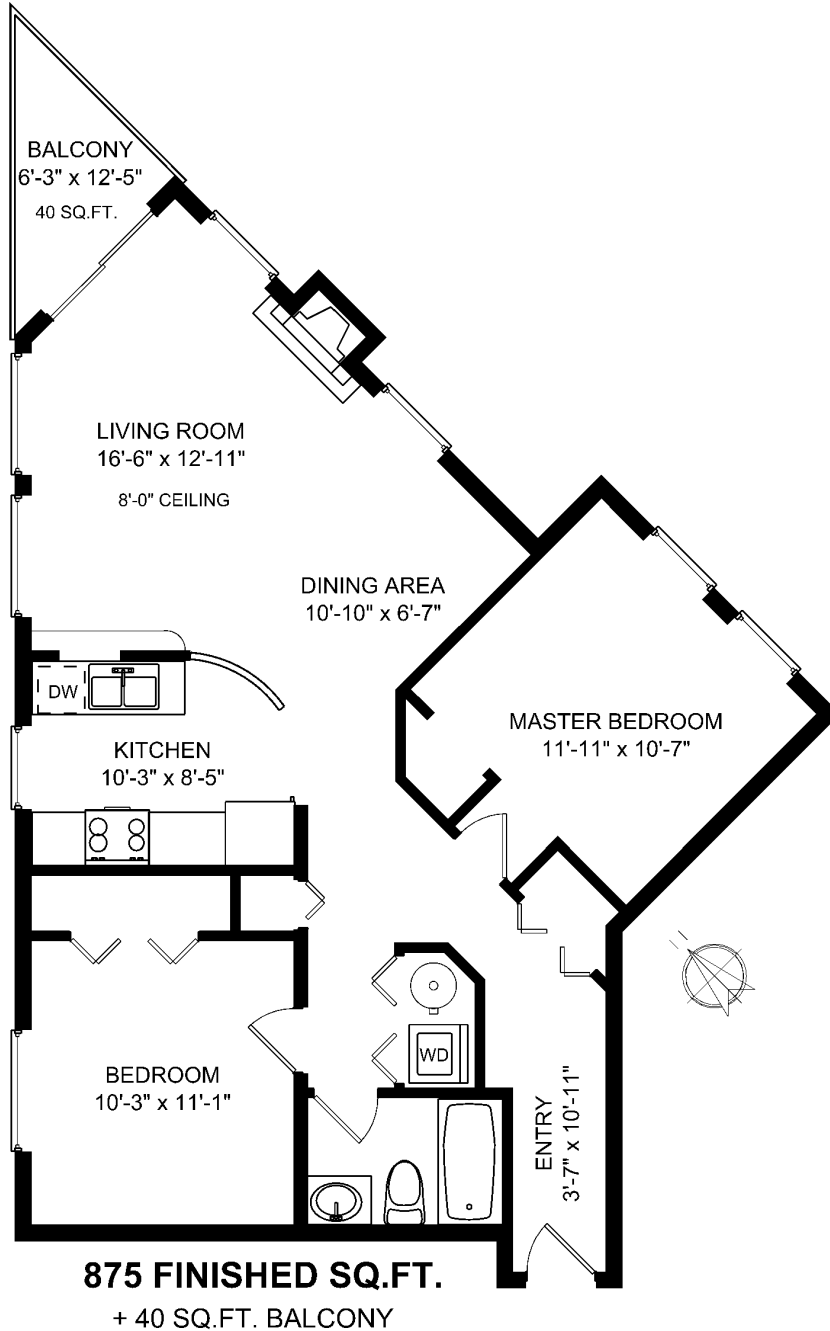 BALCONY
6'-3" x 12'-5"
40 SQ.FT.
LIVING ROOM
16'-6" x 12'-11"
8'-0" CEILING
DINING AREA
10'-10" x 6'-7"
DW
MASTER BEDROOM
11'-11" x 10'-7"
KITCHEN
10'-3" x 8'-5"
WD
BEDROOM
10'-3" x 11'-1"
ENTRY
3'-7" x 10'-11"
875 FINISHED SQ.FT.
+ 40 SQ.FT. BALCONY